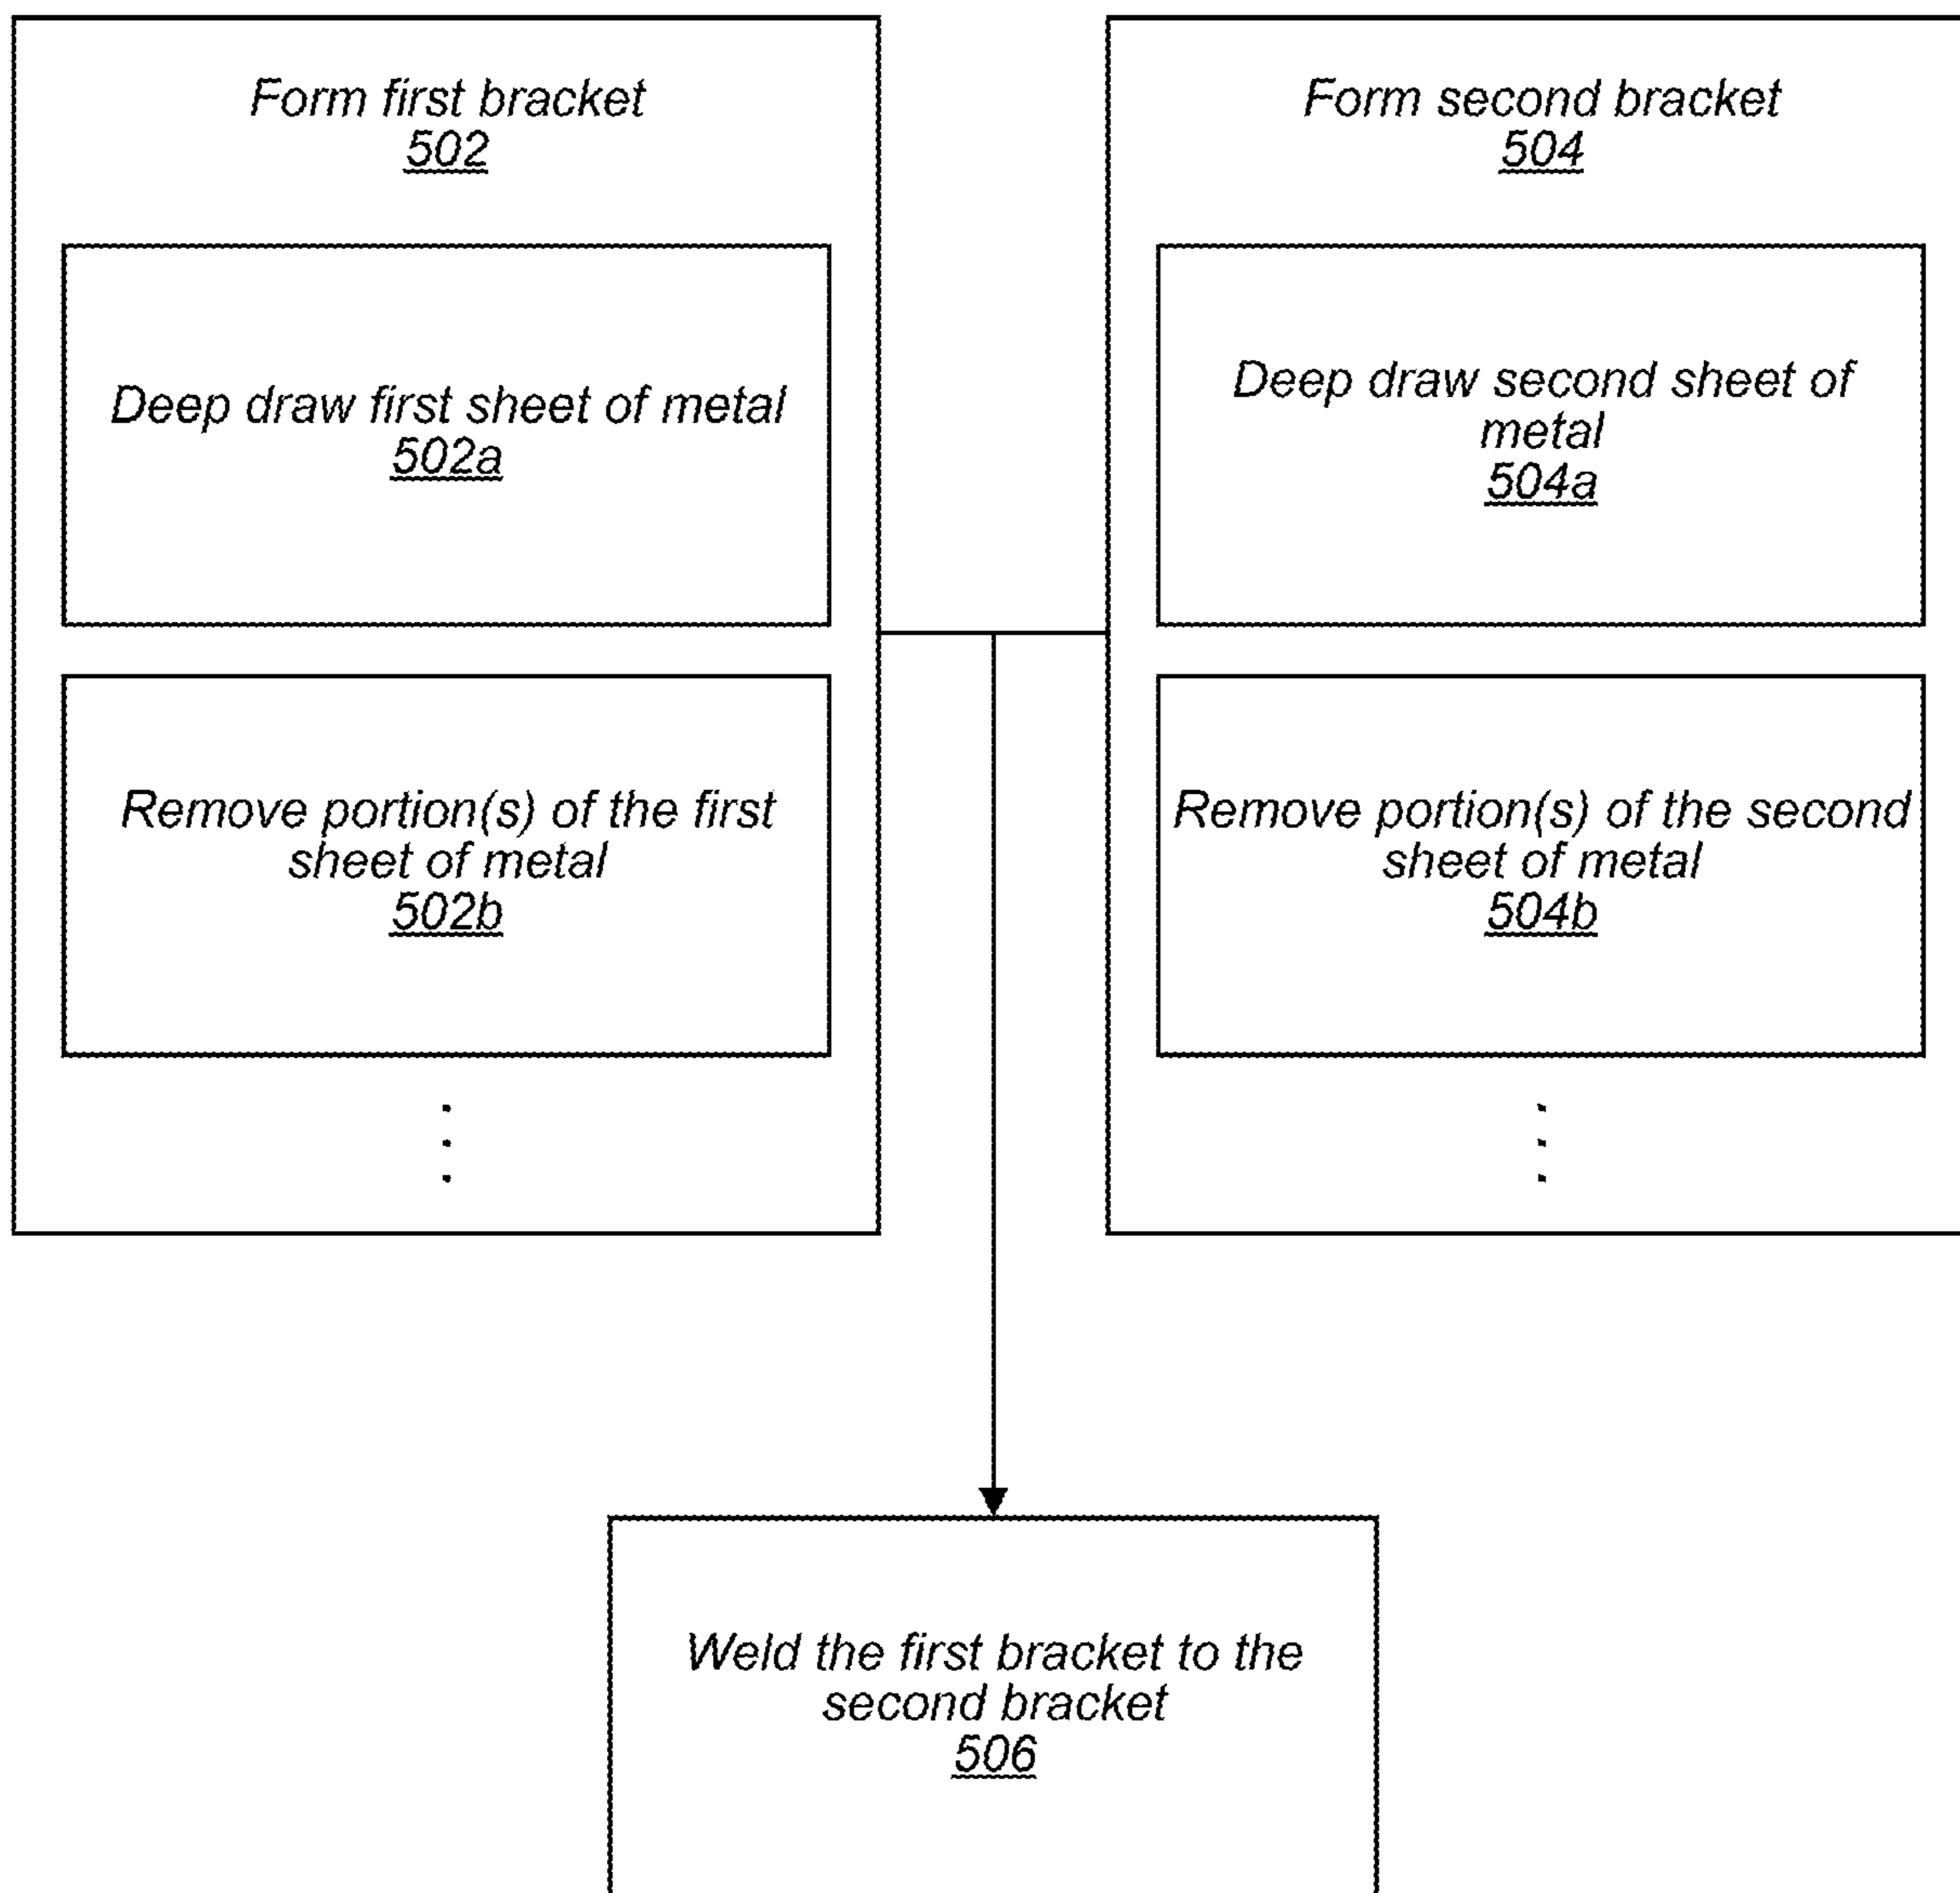 Form first bracket
502
Deep draw first sheet of metal
502a
Remove portion(s) of the first
sheet of metal
502b
Form second bracket
504
Deep draw second sheet of
metal
504a
Remove portion(s) of the second
sheet of metal
504b
Weld the first bracket to the
second bracket
506